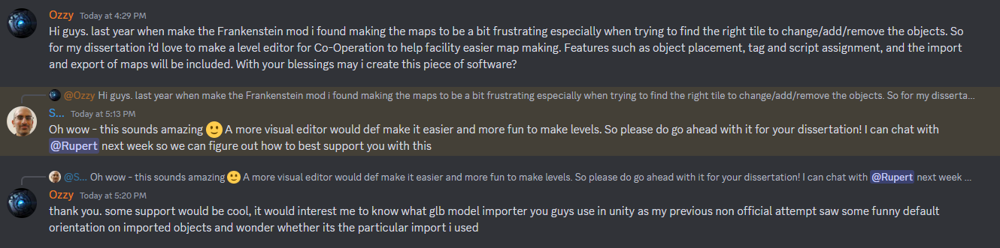 Ozzy Today at 4:29 PM
Hi guys. last year when make the Frankenstein mod i found making the maps to be a bit frustrating especially when trying to find the right tile to change/add/remove the objects. So
for my dissertation i'd love to make a level editor for Co-Operation to help facility easier map making. Features such as object placement, tag and script assignment, and the import
and export of maps will be included. With your blessings may i create this piece of software?
@Ozzy Hi guys. last year when make the Frankenstein mod i found making the maps to be a bit frustrating especially when trying to find the right tile to change/add/remove the objects. So for my disserta...
S... Today at 5:13 PM
Oh wow - this sounds amazing 🙂 A more visual editor would def make it easier and more fun to make levels. So please do go ahead with it for your dissertation! I can chat with
@Rupert next week so we can figure out how to best support you with this
@S... Oh wow - this sounds amazing 🙂 A more visual editor would def make it easier and more fun to make levels. So please do go ahead with it for your dissertation! I can chat with @Rupert next week ...
Ozzy Today at 5:20 PM
thank you. some support would be cool, it would interest me to know what glb model importer you guys use in unity as my previous non official attempt saw some funny default
orientation on imported objects and wonder whether its the particular import i used